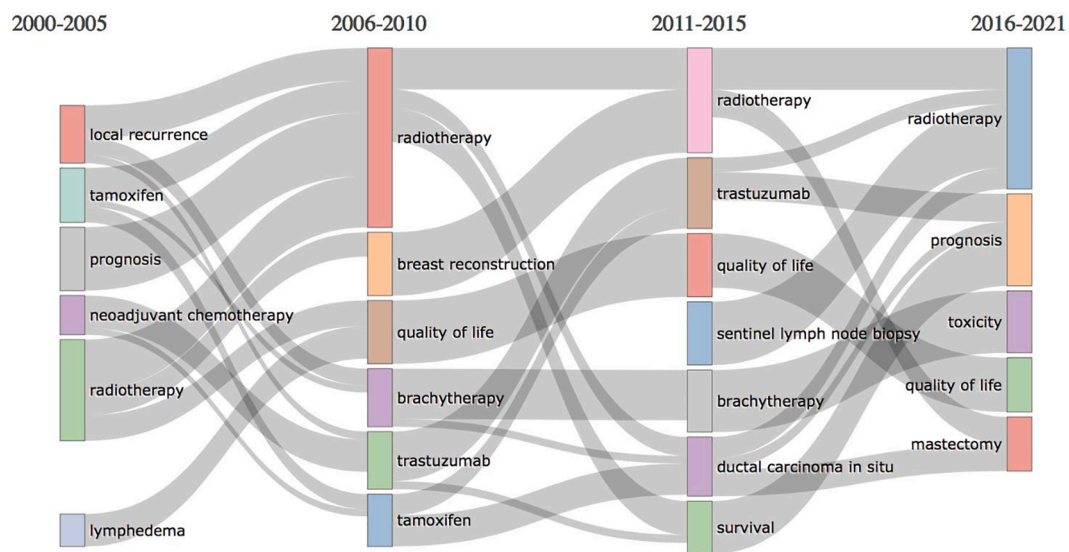 2000-2005
2006-2010
2011-2015
2016-2021
local recurrence
tamoxifen
prognosis
neoadjuvant chemotherapy
radiotherapy
lymphedema
radiotherapy
breast reconstruction
quality of life
brachytherapy
trastuzumab
tamoxifen
radiotherapy
trastuzumab
quality of life
sentinel lymph node biopsy
brachytherapy
ductal carcinoma in situ
survival
radiotherapy
prognosis
toxicity
quality of life
mastectomy